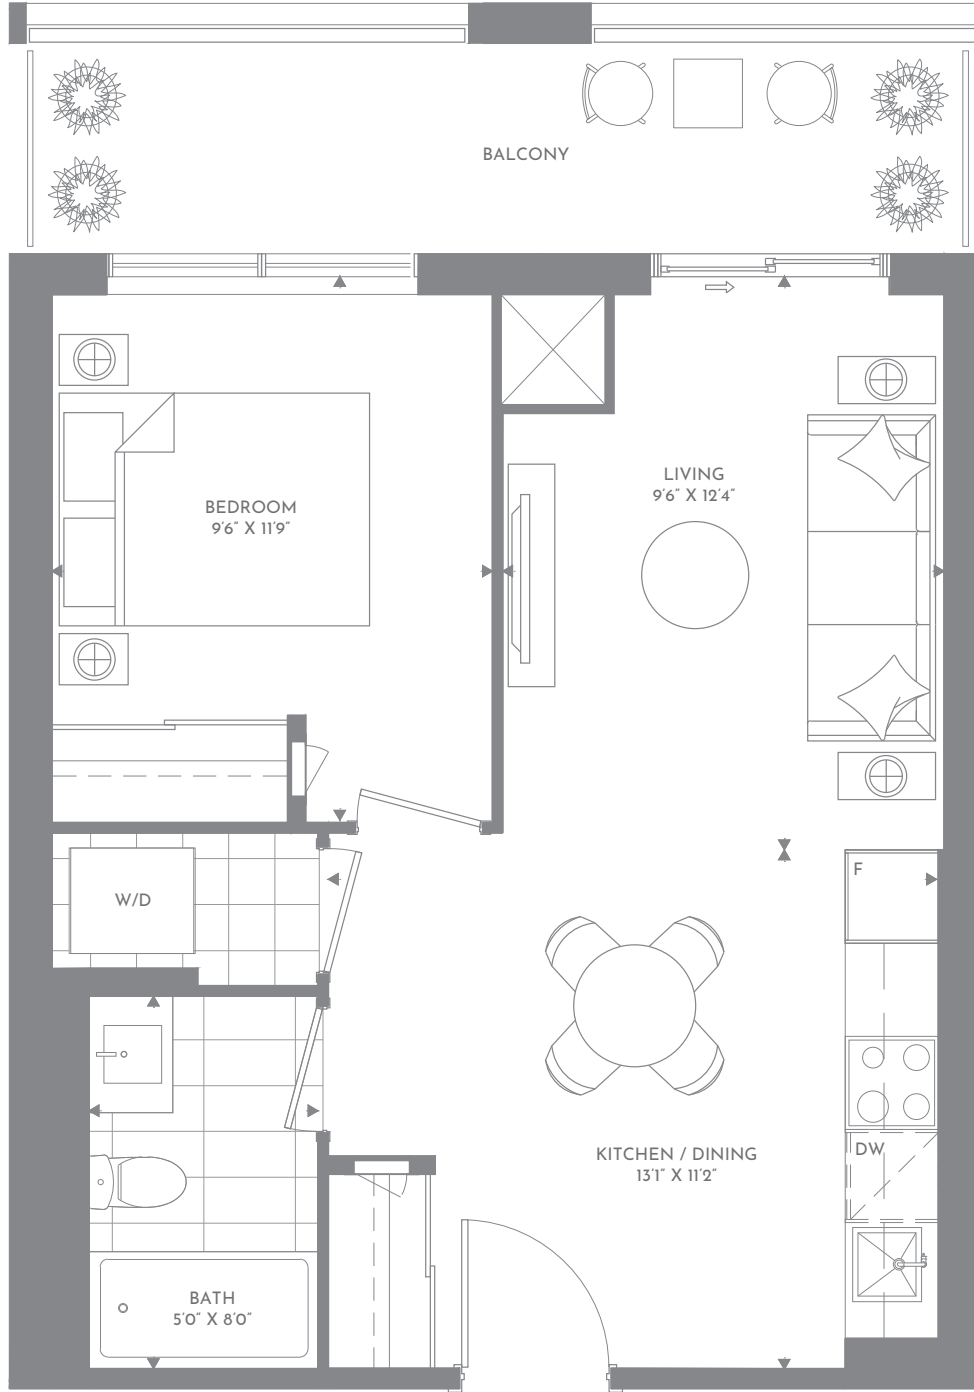 BALCONY
BEDROOM
9'6" X 11'9"
LIVING
9'6" X 12'4"
W/D
F
KITCHEN / DINING
13'1" X 11'2"
DW
BATH
5'0" X 8'0"